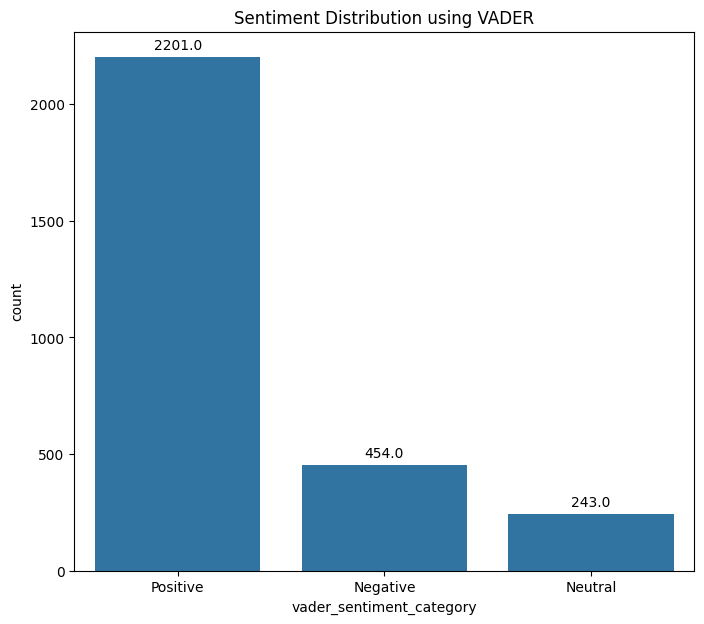 Sentiment Distribution using VADER
2201.0
454.0
243.0
2000
1500
1000
500
0
count
Positive
Negative
Neutral
vader_sentiment_category